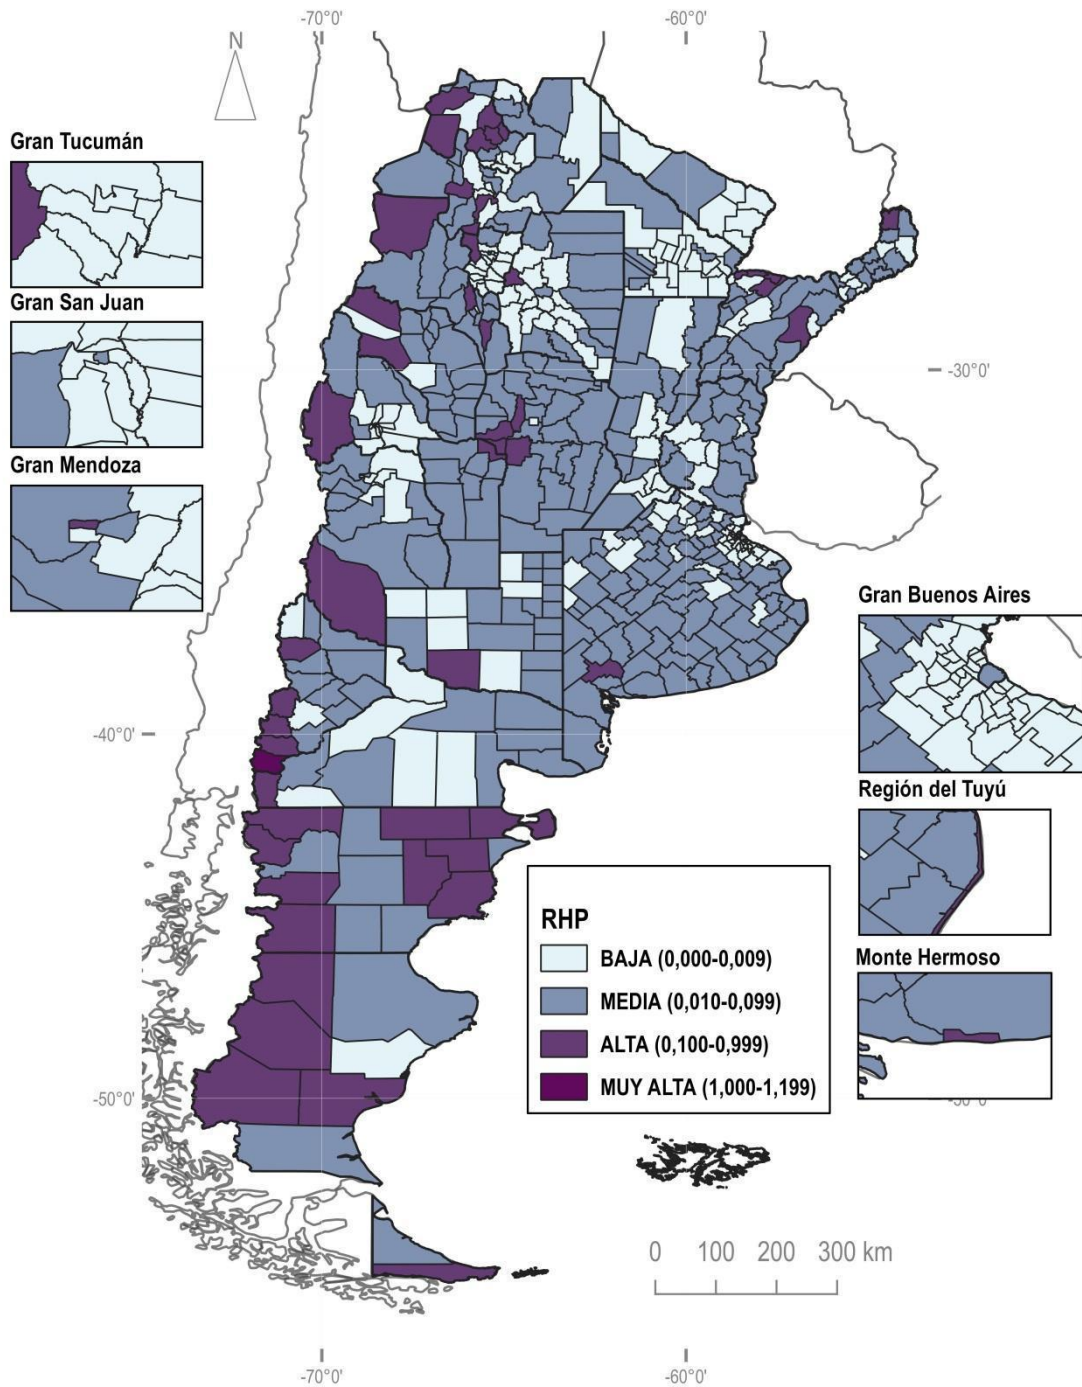 -70°0'
-60°0'
N
Gran Tucumán
Gran San Juan
Gran Mendoza
-30°0'
-40°0'
-50°0'
Gran Buenos Aires
Región del Tuyú
Monte Hermoso
RHP
BAJA (0,000-0,009)
MEDIA (0,010-0,099)
ALTA (0,100-0,999)
MUY ALTA (1,000-1,199)
0 100 200 300 km
-70°0'
-60°0'